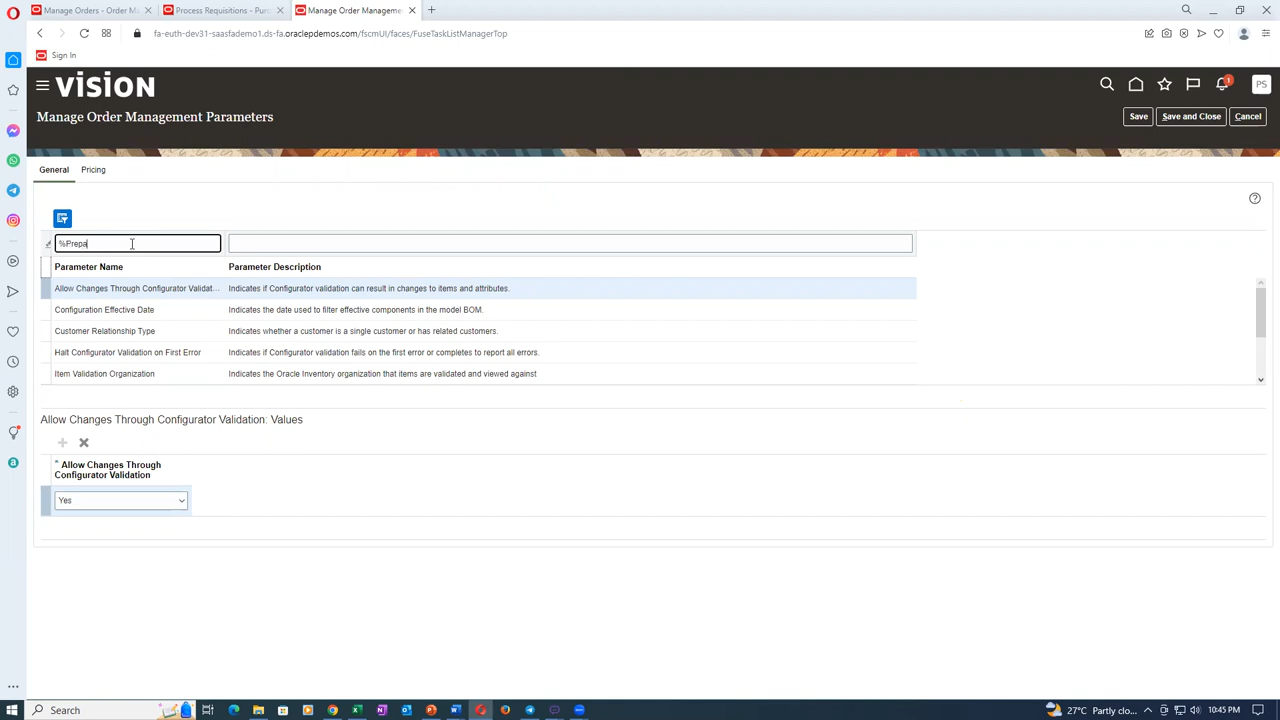 Manage Orders - Order Ma
Process Requisitions - Purc
Manage Order Managemen
fa-euth-dev31-saasfademo1.ds-fa.oraclepdemos.com/fscmUI/faces/FuseTaskListManagerTop
Sign In
VISION
1
PS
Manage Order Management Parameters
Save
Save and Close
Cancel
General
Pricing
%Prepa
Parameter Name
Parameter Description
Allow Changes Through Configurator Validat...
Indicates if Configurator validation can result in changes to items and attributes.
Configuration Effective Date
Indicates the date used to filter effective components in the model BOM.
Customer Relationship Type
Indicates whether a customer is a single customer or has related customers.
Halt Configurator Validation on First Error
Indicates if Configurator validation fails on the first error or completes to report all errors.
Item Validation Organization
Indicates the Oracle Inventory organization that items are validated and viewed against
Allow Changes Through Configurator Validation: Values
* Allow Changes Through
Configurator Validation
Yes
Search
27°C
Partly clo...
10:45 PM